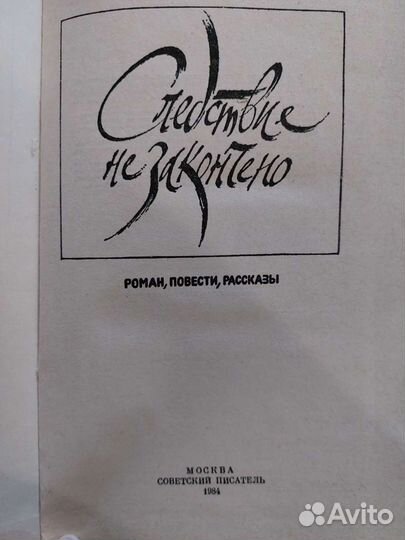 Следствие
не закончено
РОМАН, ПОВЕСТИ, РАССКАЗЫ
МОСКВА
СОВЕТСКИЙ ПИСАТЕЛЬ
1984
Avito